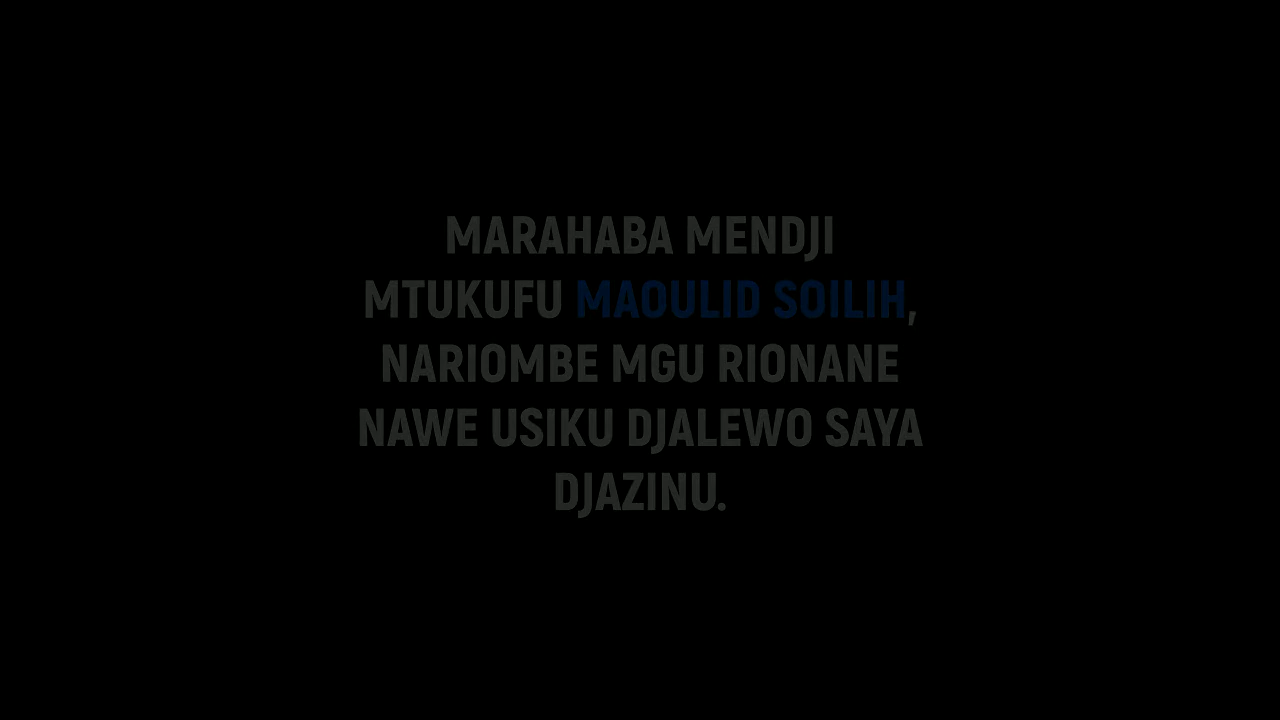 MARAHABA MENDJI
MTUKUFU MAOULID SOILIH,
NARIOMBE MGU RIONANE
NAWE USIKU DJALEWO SAYA
DJAZINU.